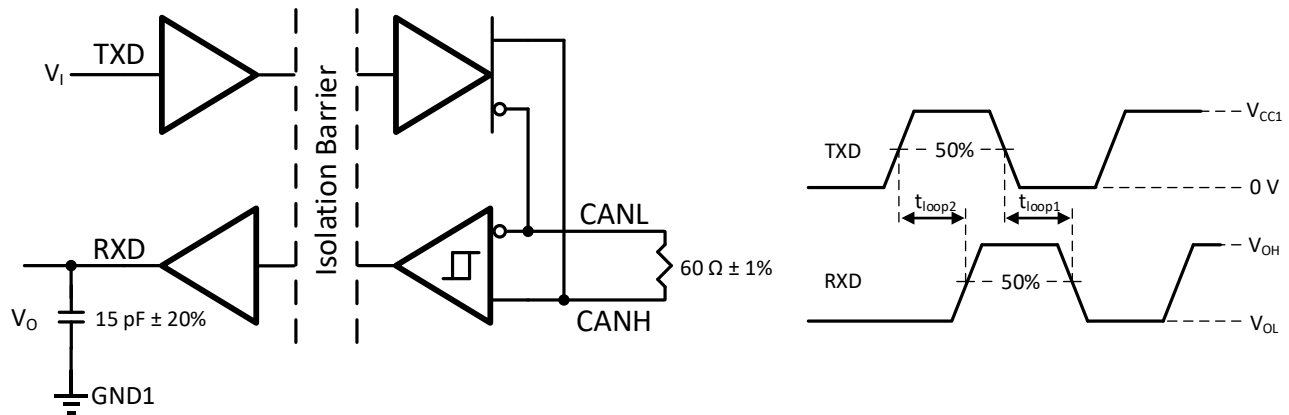 TXD
V_I
Isolation Barrier
CANL
RXD
60 Ω ± 1%
V_O
15 pF ± 20%
CANH
GND1
V_CC1
TXD
50%
0 V
t_loop2
t_loop1
V_OH
RXD
50%
V_OL